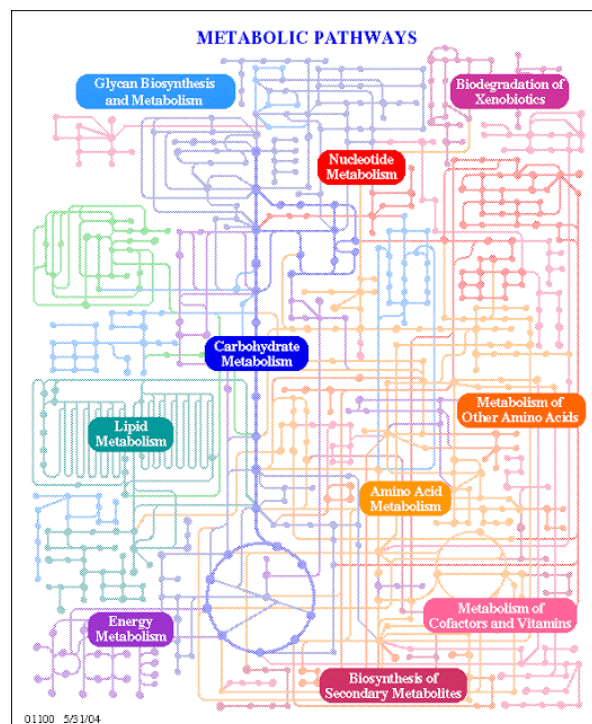 METABOLIC PATHWAYS
Glycan Biosynthesis
and Metabolism
Biodegradation of
Xenobiotics
Nucleotide
Metabolism
Carbohydrate
Metabolism
Lipid
Metabolism
Metabolism of
Other Amino Acids
Amino Acid
Metabolism
Energy
Metabolism
Metabolism of
Cofactors and Vitamins
Biosynthesis of
Secondary Metabolites
01100 5/31/04